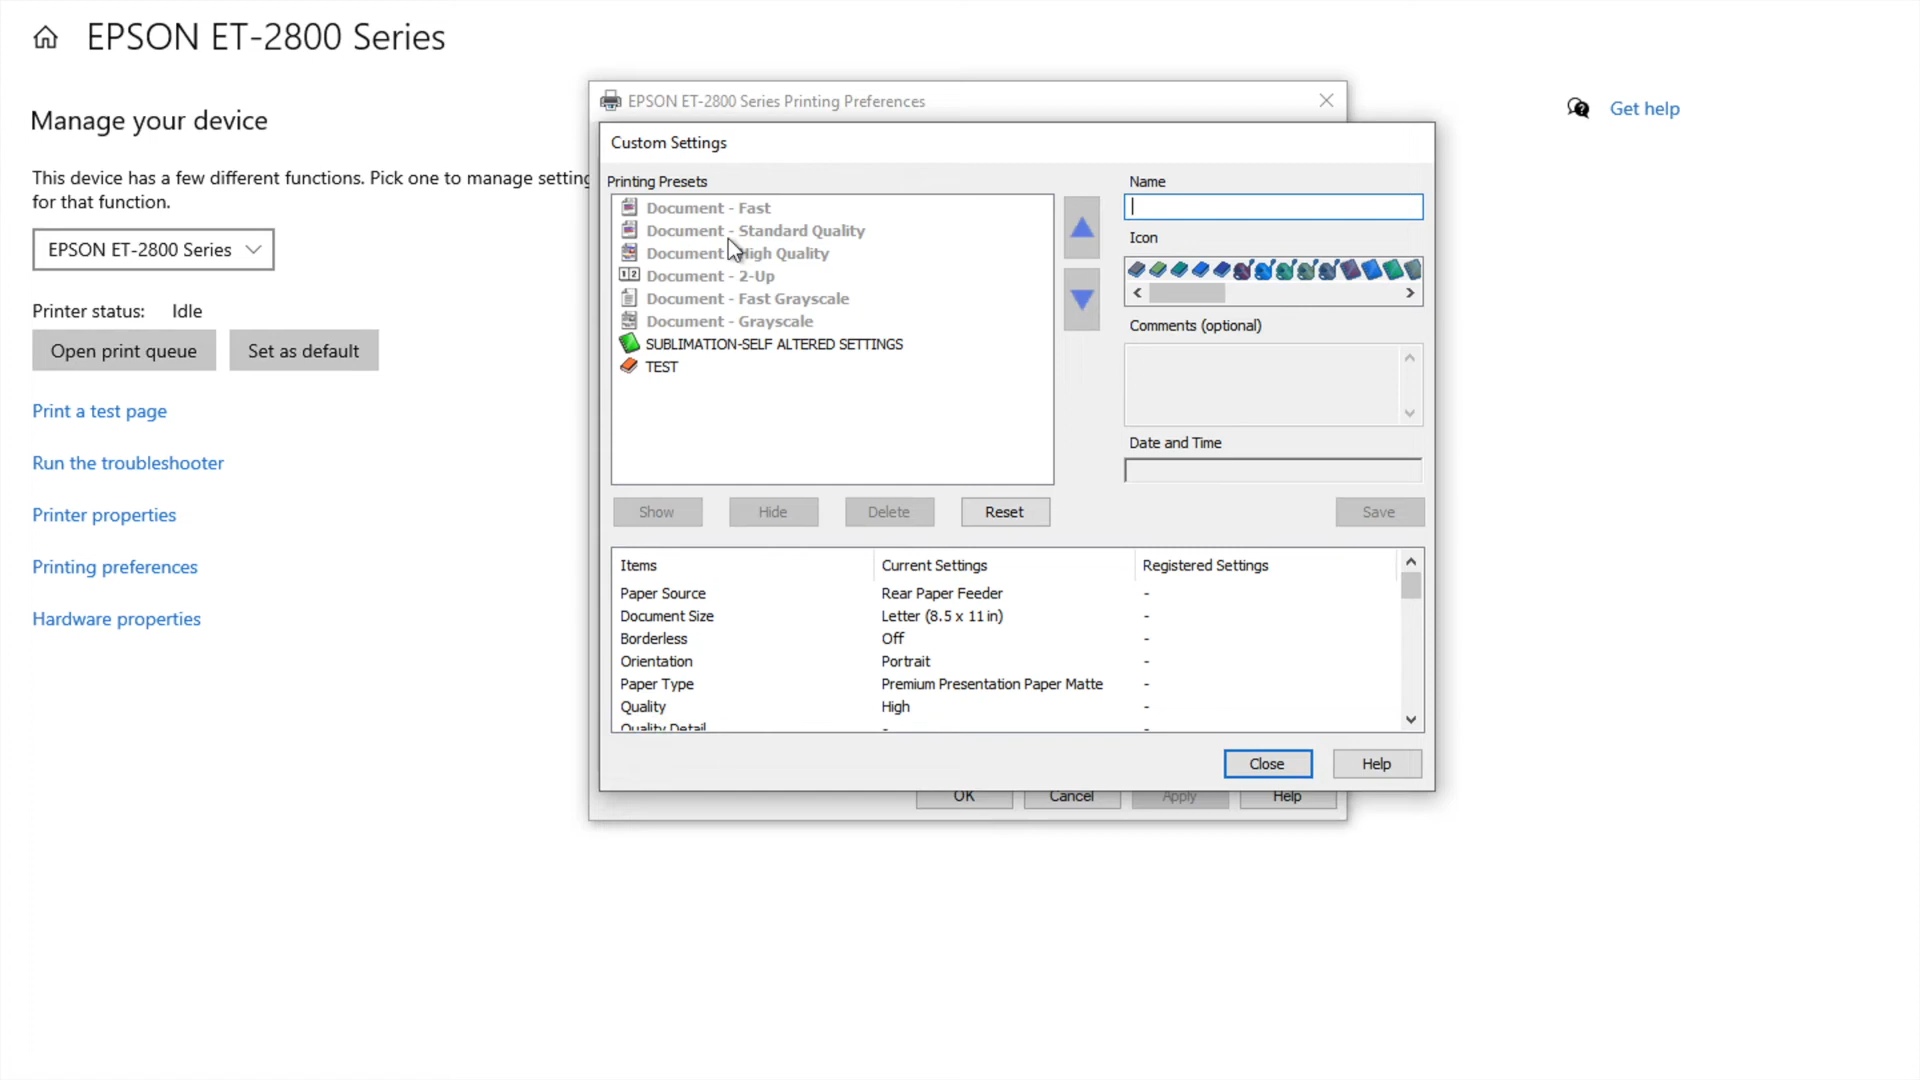 EPSON ET-2800 Series
Manage your device
This device has a few different functions. Pick one to manage setting
for that function.
EPSON ET-2800 Series
Printer status: Idle
Open print queue
Set as default
Print a test page
Run the troubleshooter
Printer properties
Printing preferences
Hardware properties
Get help
EPSON ET-2800 Series Printing Preferences
Custom Settings
Printing Presets
Document - Fast
Document - Standard Quality
Document High Quality
Document - 2-Up
Document - Fast Grayscale
Document - Grayscale
SUBLIMATION-SELF ALTERED SETTINGS
TEST
Name
Icon
Comments (optional)
Date and Time
Show
Hide
Delete
Reset
Save
Items Current Settings Registered Settings
Paper Source Rear Paper Feeder -
Document Size Letter (8.5 x 11 in) -
Borderless Off -
Orientation Portrait -
Paper Type Premium Presentation Paper Matte -
Quality High -
Quality Detail - -
Close
Help
OK
Cancel
Apply
Help